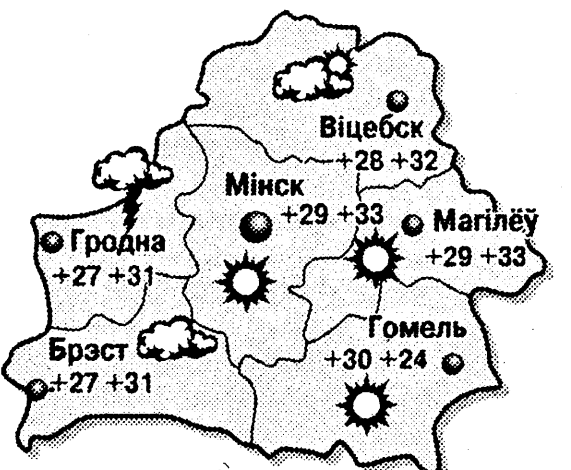 Віцебск
+28 +32
Мінск
+29 +33
Магілёў
+29 +33
Гродна
+27 +31
Гомель
+30 +24
Брэст
+27 +31